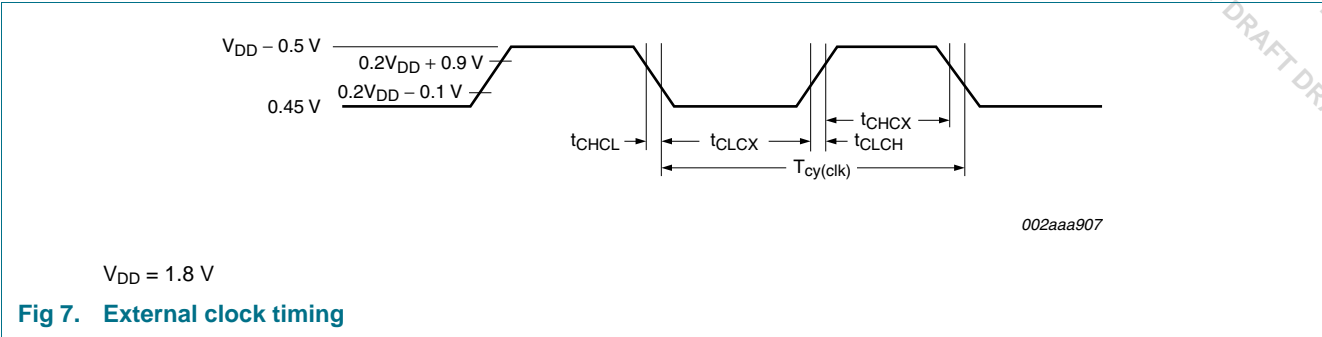 DRAFT DR
V_DD − 0.5 V
0.2V_DD + 0.9 V
0.2V_DD − 0.1 V
0.45 V
t_CHCX
t_CHCL
t_CLCX
t_CLCH
T_cy(clk)
002aaa907
V_DD = 1.8 V
Fig 7. External clock timing